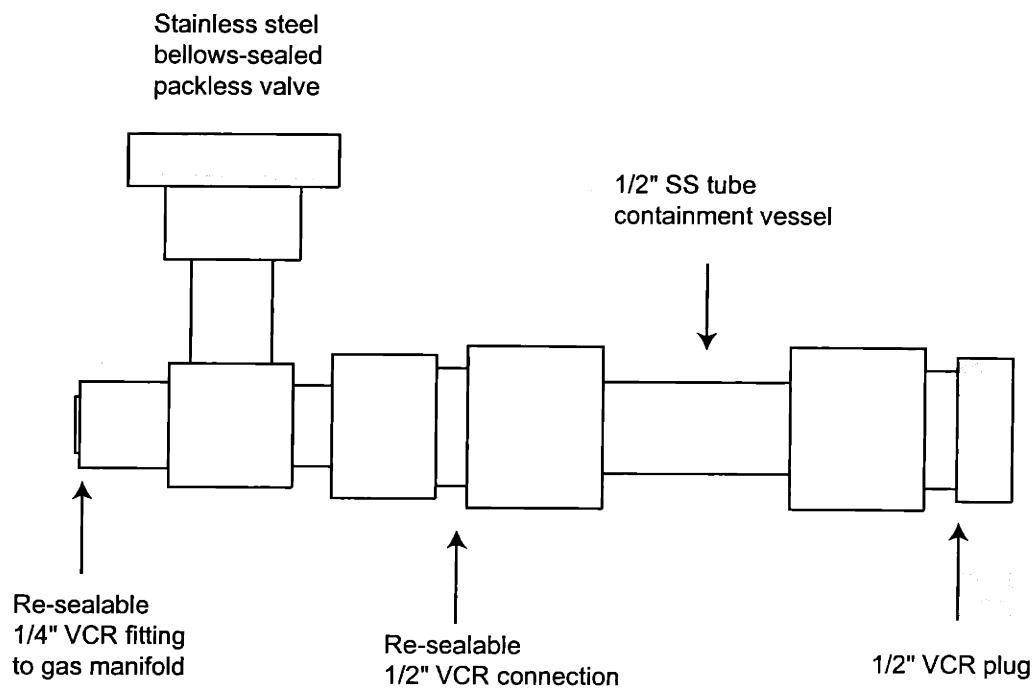 Stainless steel
bellows-sealed
packless valve
1/2" SS tube
containment vessel
Re-sealable
1/4" VCR fitting
to gas manifold
Re-sealable
1/2" VCR connection
1/2" VCR plug